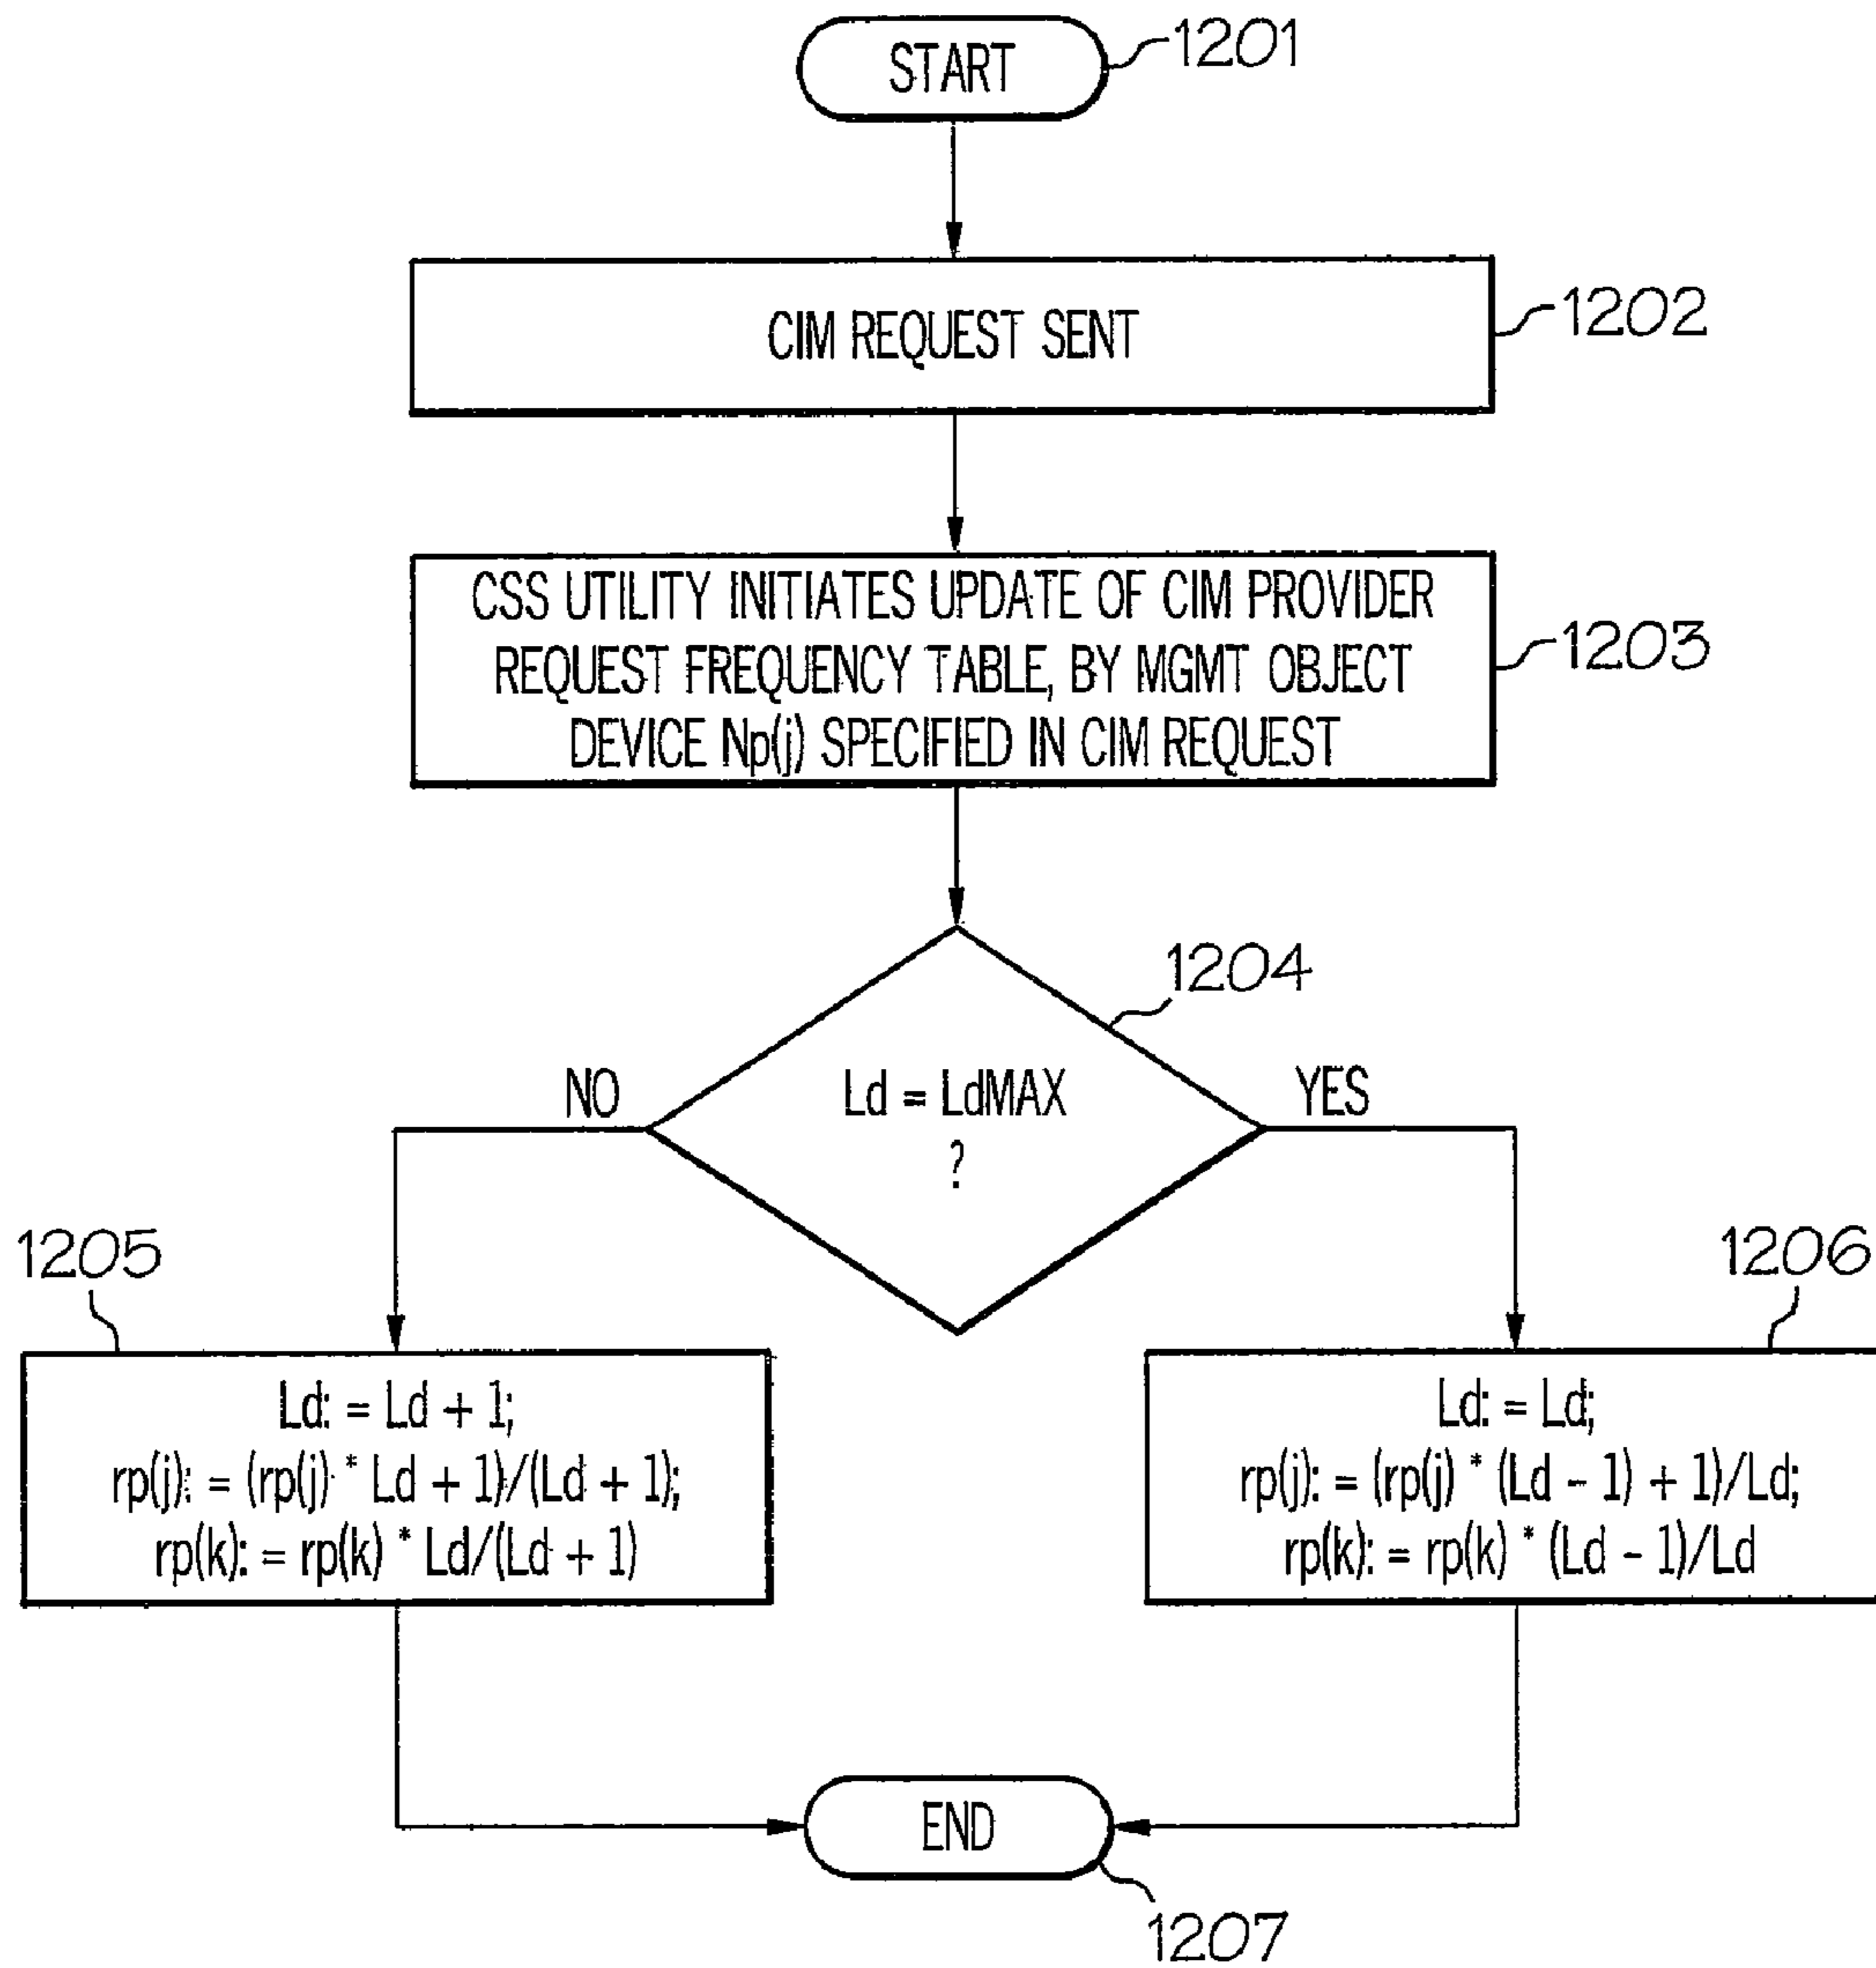 START
1201
CIM REQUEST SENT
1202
CSS UTILITY INITIATES UPDATE OF CIM PROVIDER
REQUEST FREQUENCY TABLE, BY MGMT OBJECT
DEVICE Np(j) SPECIFIED IN CIM REQUEST
1203
1204
Ld = LdMAX
?
NO
YES
1205
Ld: = Ld + 1;
rp(j): = (rp(j) * Ld + 1)/(Ld + 1);
rp(k): = rp(k) * Ld/(Ld + 1)
1206
Ld: = Ld;
rp(j): = (rp(j) * (Ld - 1) + 1)/Ld;
rp(k): = rp(k) * (Ld - 1)/Ld
END
1207